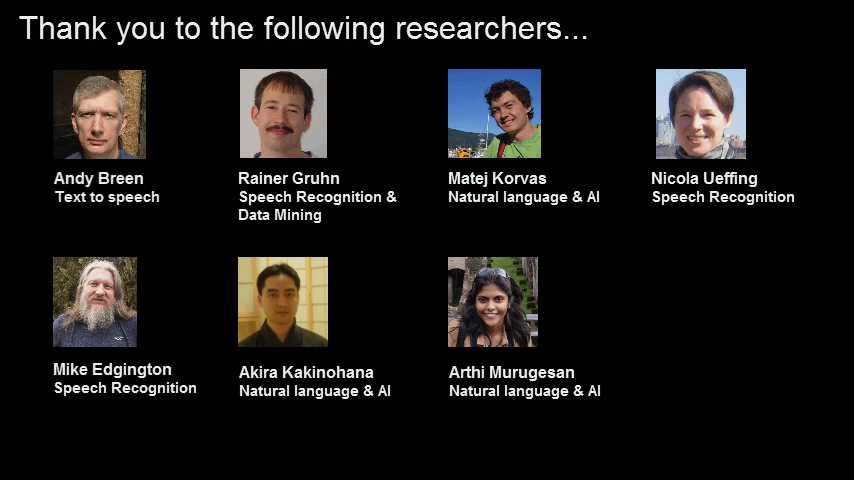 Thank you to the following researchers...
Andy Breen
Text to speech
Rainer Gruhn
Speech Recognition &
Data Mining
Matej Korvas
Natural language & AI
Nicola Ueffing
Speech Recognition
Mike Edgington
Speech Recognition
Akira Kakinohana
Natural language & AI
Arthi Murugesan
Natural language & AI